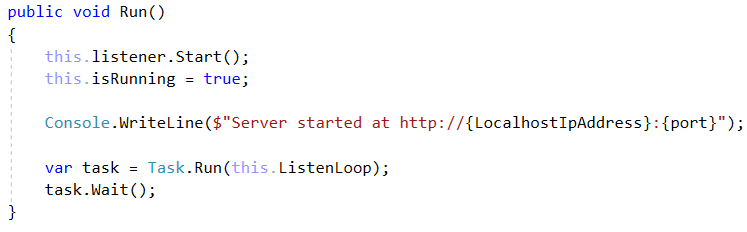 public void Run()
{
    this.listener.Start();
    this.isRunning = true;

    Console.WriteLine($"Server started at http://{LocalhostIpAddress}:{port}");

    var task = Task.Run(this.ListenLoop);
    task.Wait();
}